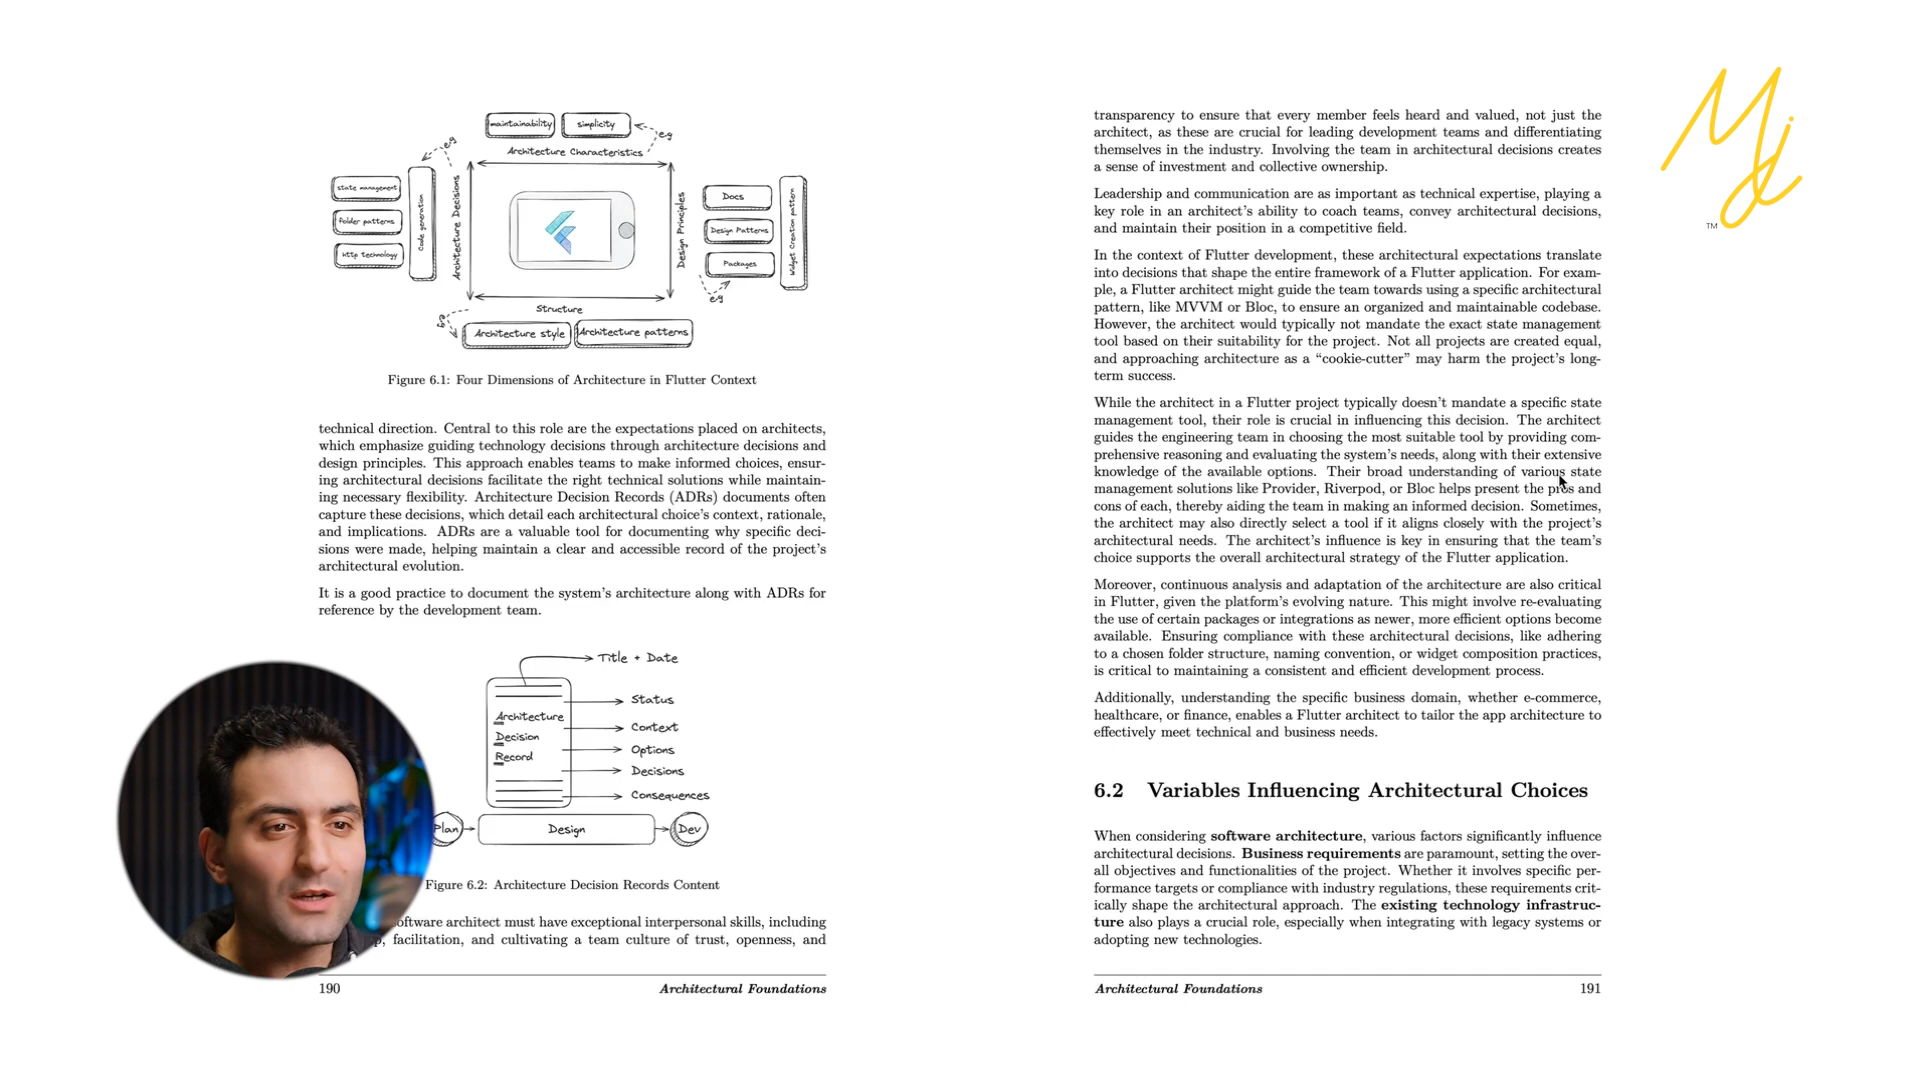 maintainability
simplicity
e.g
Architecture Characteristics
e.g
state management
folder patterns
http technology
Code generation
Architecture Decisions
Design Principles
Docs
Design Patterns
Packages
Widget Creation pattern
e.g
Structure
e.g
Architecture style
Architecture patterns
Figure 6.1: Four Dimensions of Architecture in Flutter Context
technical direction. Central to this role are the expectations placed on architects,
which emphasize guiding technology decisions through architecture decisions and
design principles. This approach enables teams to make informed choices, ensur-
ing architectural decisions facilitate the right technical solutions while maintain-
ing necessary flexibility. Architecture Decision Records (ADRs) documents often
capture these decisions, which detail each architectural choice's context, rationale,
and implications. ADRs are a valuable tool for documenting why specific deci-
sions were made, helping maintain a clear and accessible record of the project's
architectural evolution.
It is a good practice to document the system's architecture along with ADRs for
reference by the development team.
Title + Date
Status
Architecture
Context
Decision
Options
Record
Decisions
Consequences
Plan
Design
Dev
Figure 6.2: Architecture Decision Records Content
software architect must have exceptional interpersonal skills, including
facilitation, and cultivating a team culture of trust, openness, and
190
Architectural Foundations
transparency to ensure that every member feels heard and valued, not just the
architect, as these are crucial for leading development teams and differentiating
themselves in the industry. Involving the team in architectural decisions creates
a sense of investment and collective ownership.
Leadership and communication are as important as technical expertise, playing a
key role in an architect's ability to coach teams, convey architectural decisions,
and maintain their position in a competitive field.
In the context of Flutter development, these architectural expectations translate
into decisions that shape the entire framework of a Flutter application. For exam-
ple, a Flutter architect might guide the team towards using a specific architectural
pattern, like MVVM or Bloc, to ensure an organized and maintainable codebase.
However, the architect would typically not mandate the exact state management
tool based on their suitability for the project. Not all projects are created equal,
and approaching architecture as a “cookie-cutter” may harm the project's long-
term success.
While the architect in a Flutter project typically doesn't mandate a specific state
management tool, their role is crucial in influencing this decision. The architect
guides the engineering team in choosing the most suitable tool by providing com-
prehensive reasoning and evaluating the system's needs, along with their extensive
knowledge of the available options. Their broad understanding of various state
management solutions like Provider, Riverpod, or Bloc helps present the pros and
cons of each, thereby aiding the team in making an informed decision. Sometimes,
the architect may also directly select a tool if it aligns closely with the project's
architectural needs. The architect's influence is key in ensuring that the team's
choice supports the overall architectural strategy of the Flutter application.
Moreover, continuous analysis and adaptation of the architecture are also critical
in Flutter, given the platform's evolving nature. This might involve re-evaluating
the use of certain packages or integrations as newer, more efficient options become
available. Ensuring compliance with these architectural decisions, like adhering
to a chosen folder structure, naming convention, or widget composition practices,
is critical to maintaining a consistent and efficient development process.
Additionally, understanding the specific business domain, whether e-commerce,
healthcare, or finance, enables a Flutter architect to tailor the app architecture to
effectively meet technical and business needs.
6.2 Variables Influencing Architectural Choices
When considering software architecture, various factors significantly influence
architectural decisions. Business requirements are paramount, setting the over-
all objectives and functionalities of the project. Whether it involves specific per-
formance targets or compliance with industry regulations, these requirements crit-
ically shape the architectural approach. The existing technology infrastruc-
ture also plays a crucial role, especially when integrating with legacy systems or
adopting new technologies.
Architectural Foundations
191
TM